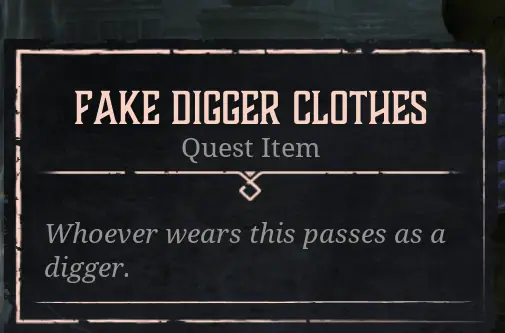 FAKE DIGGER CLOTHES
Quest Item
Whoever wears this passes as a
digger.